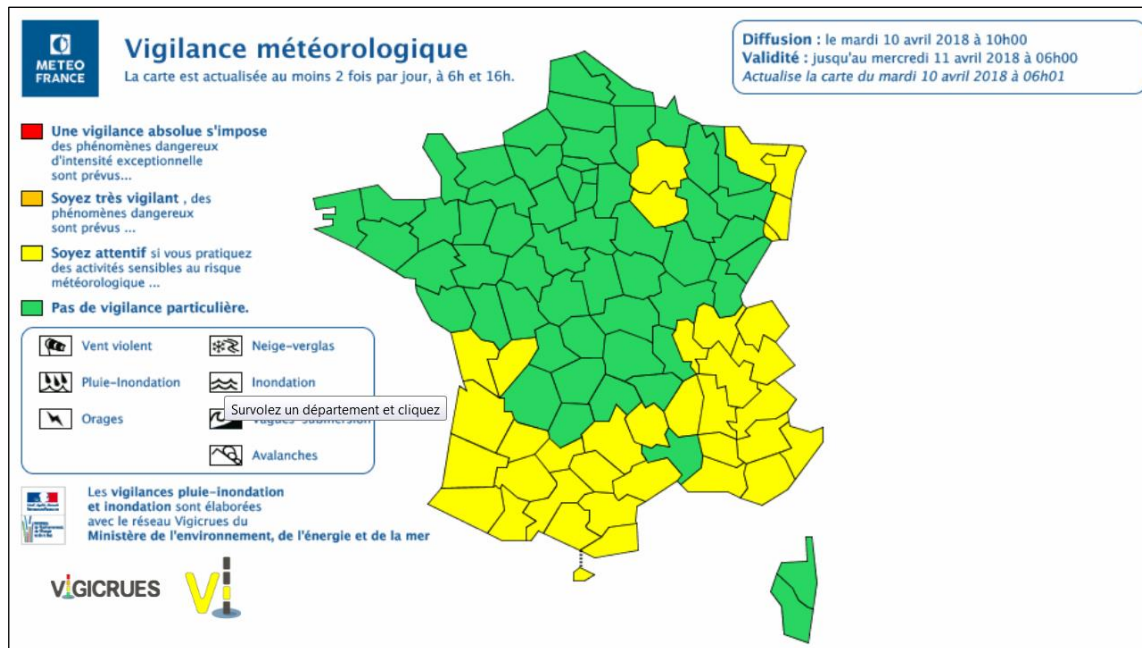 METEO
FRANCE
Vigilance météorologique
La carte est actualisée au moins 2 fois par jour, à 6h et 16h.
Diffusion : le mardi 10 avril 2018 à 10h00
Validité : jusqu'au mercredi 11 avril 2018 à 06h00
Actualise la carte du mardi 10 avril 2018 à 06h01
Une vigilance absolue s'impose
des phénomènes dangereux
d'intensité exceptionnelle
sont prévus...
Soyez très vigilant , des
phénomènes dangereux
sont prévus ...
Soyez attentif si vous pratiquez
des activités sensibles au risque
météorologique ...
Pas de vigilance particulière.
Vent violent
Neige-verglas
Pluie-Inondation
Inondation
Survolez un département et cliquez
Orages
Avalanches
Les vigilances pluie-inondation
et inondation sont élaborées
avec le réseau Vigicrues du
Ministère de l'environnement, de l'énergie et de la mer
VIGICRUES
Vi